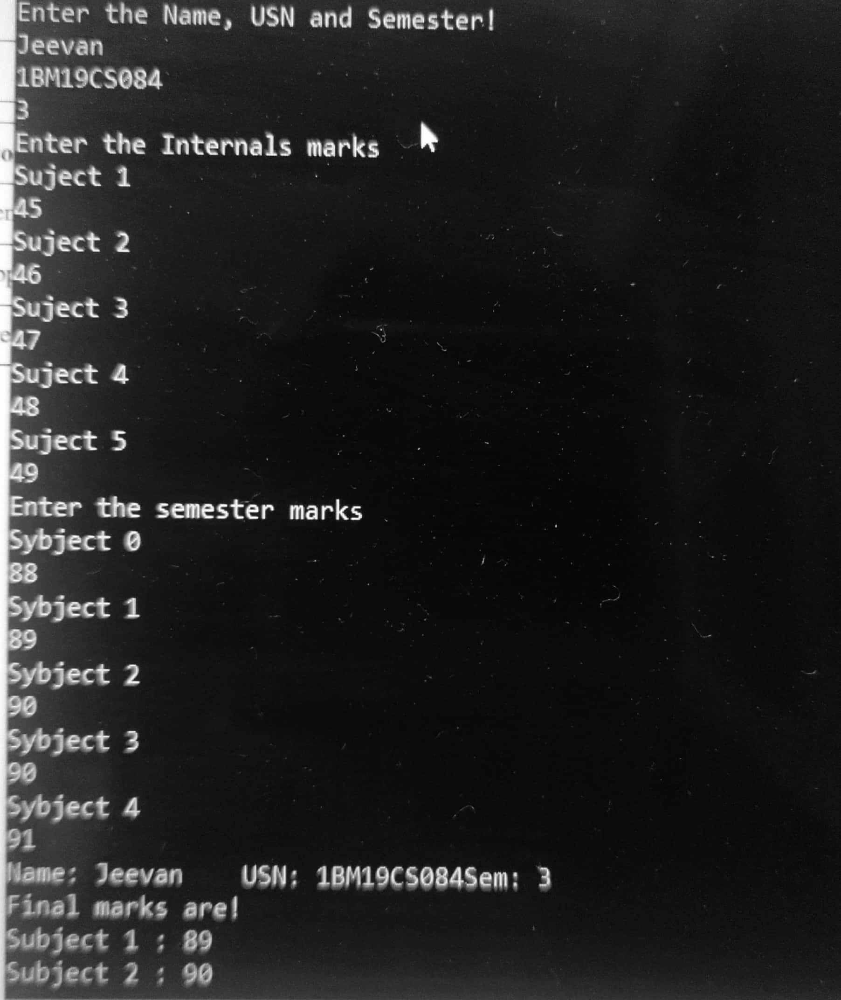 Enter the Name, USN and Semester!
Jeevan
1BM19CS084
3
Enter the Internals marks
Suject 1
45
Suject 2
46
Suject 3
47
Suject 4
48
Suject 5
49
Enter the semester marks
Sybject 0
88
Sybject 1
89
Sybject 2
90
Sybject 3
90
Sybject 4
91
Name: Jeevan USN: 1BM19CS084Sem: 3
Final marks are!
Subject 1 : 89
Subject 2 : 90